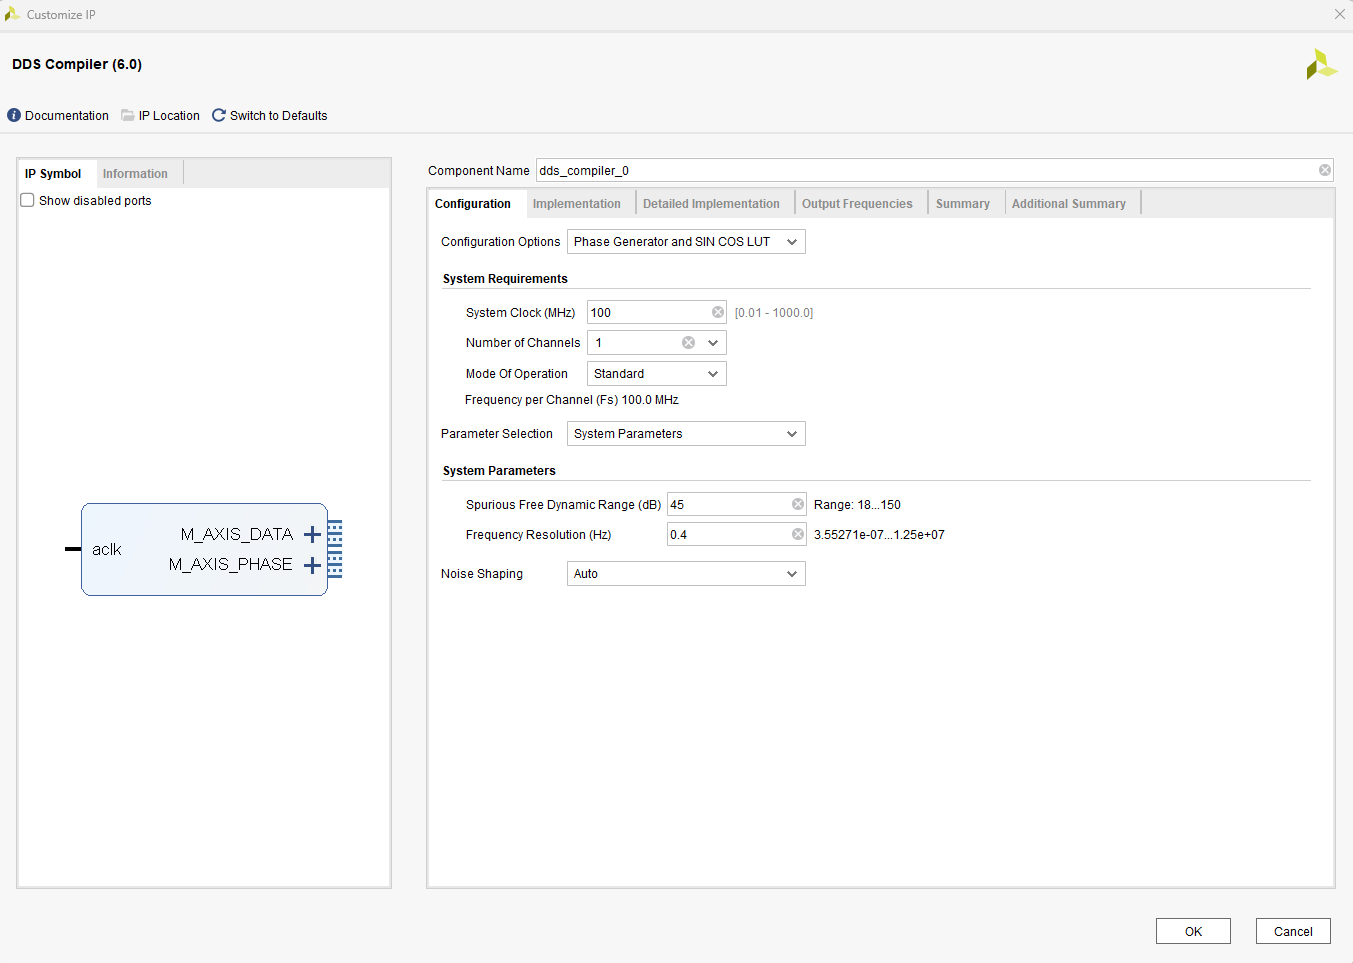 Customize IP
DDS Compiler (6.0)
Documentation IP Location Switch to Defaults
IP Symbol Information
Show disabled ports
aclk
M_AXIS_DATA
M_AXIS_PHASE
Component Name dds_compiler_0
Configuration Implementation Detailed Implementation Output Frequencies Summary Additional Summary
Configuration Options Phase Generator and SIN COS LUT
System Requirements
System Clock (MHz) 100 [0.01 - 1000.0]
Number of Channels 1
Mode Of Operation Standard
Frequency per Channel (Fs) 100.0 MHz
Parameter Selection System Parameters
System Parameters
Spurious Free Dynamic Range (dB) 45 Range: 18...150
Frequency Resolution (Hz) 0.4 3.55271e-07...1.25e+07
Noise Shaping Auto
OK Cancel